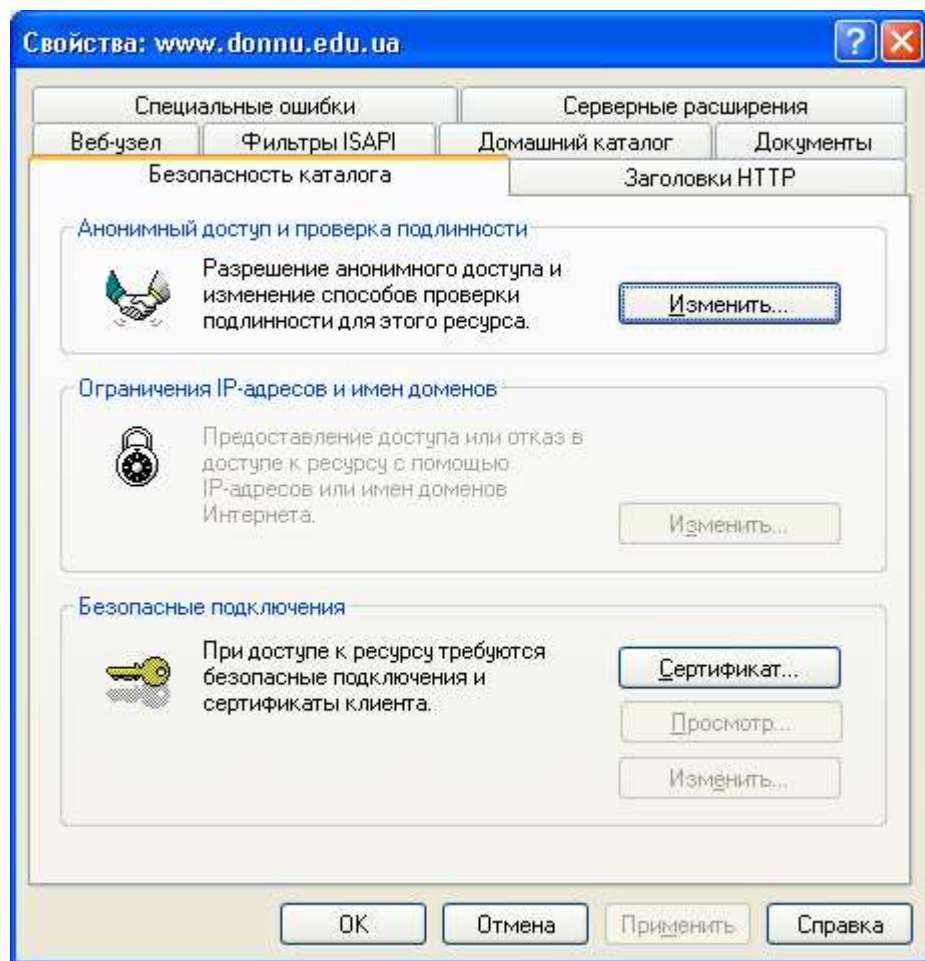 Свойства: www.donnu.edu.ua
Специальные ошибки Серверные расширения
Веб-узел Фильтры ISAPI Домашний каталог Документы
Безопасность каталога Заголовки HTTP
Анонимный доступ и проверка подлинности
Разрешение анонимного доступа и
изменение способов проверки
подлинности для этого ресурса.
Изменить...
Ограничения IP-адресов и имен доменов
Предоставление доступа или отказ в
доступе к ресурсу с помощью
IP-адресов или имен доменов
Интернета.
Изменить...
Безопасные подключения
При доступе к ресурсу требуются
безопасные подключения и
сертификаты клиента.
Сертификат...
Просмотр...
Изменить...
ОК Отмена Применить Справка